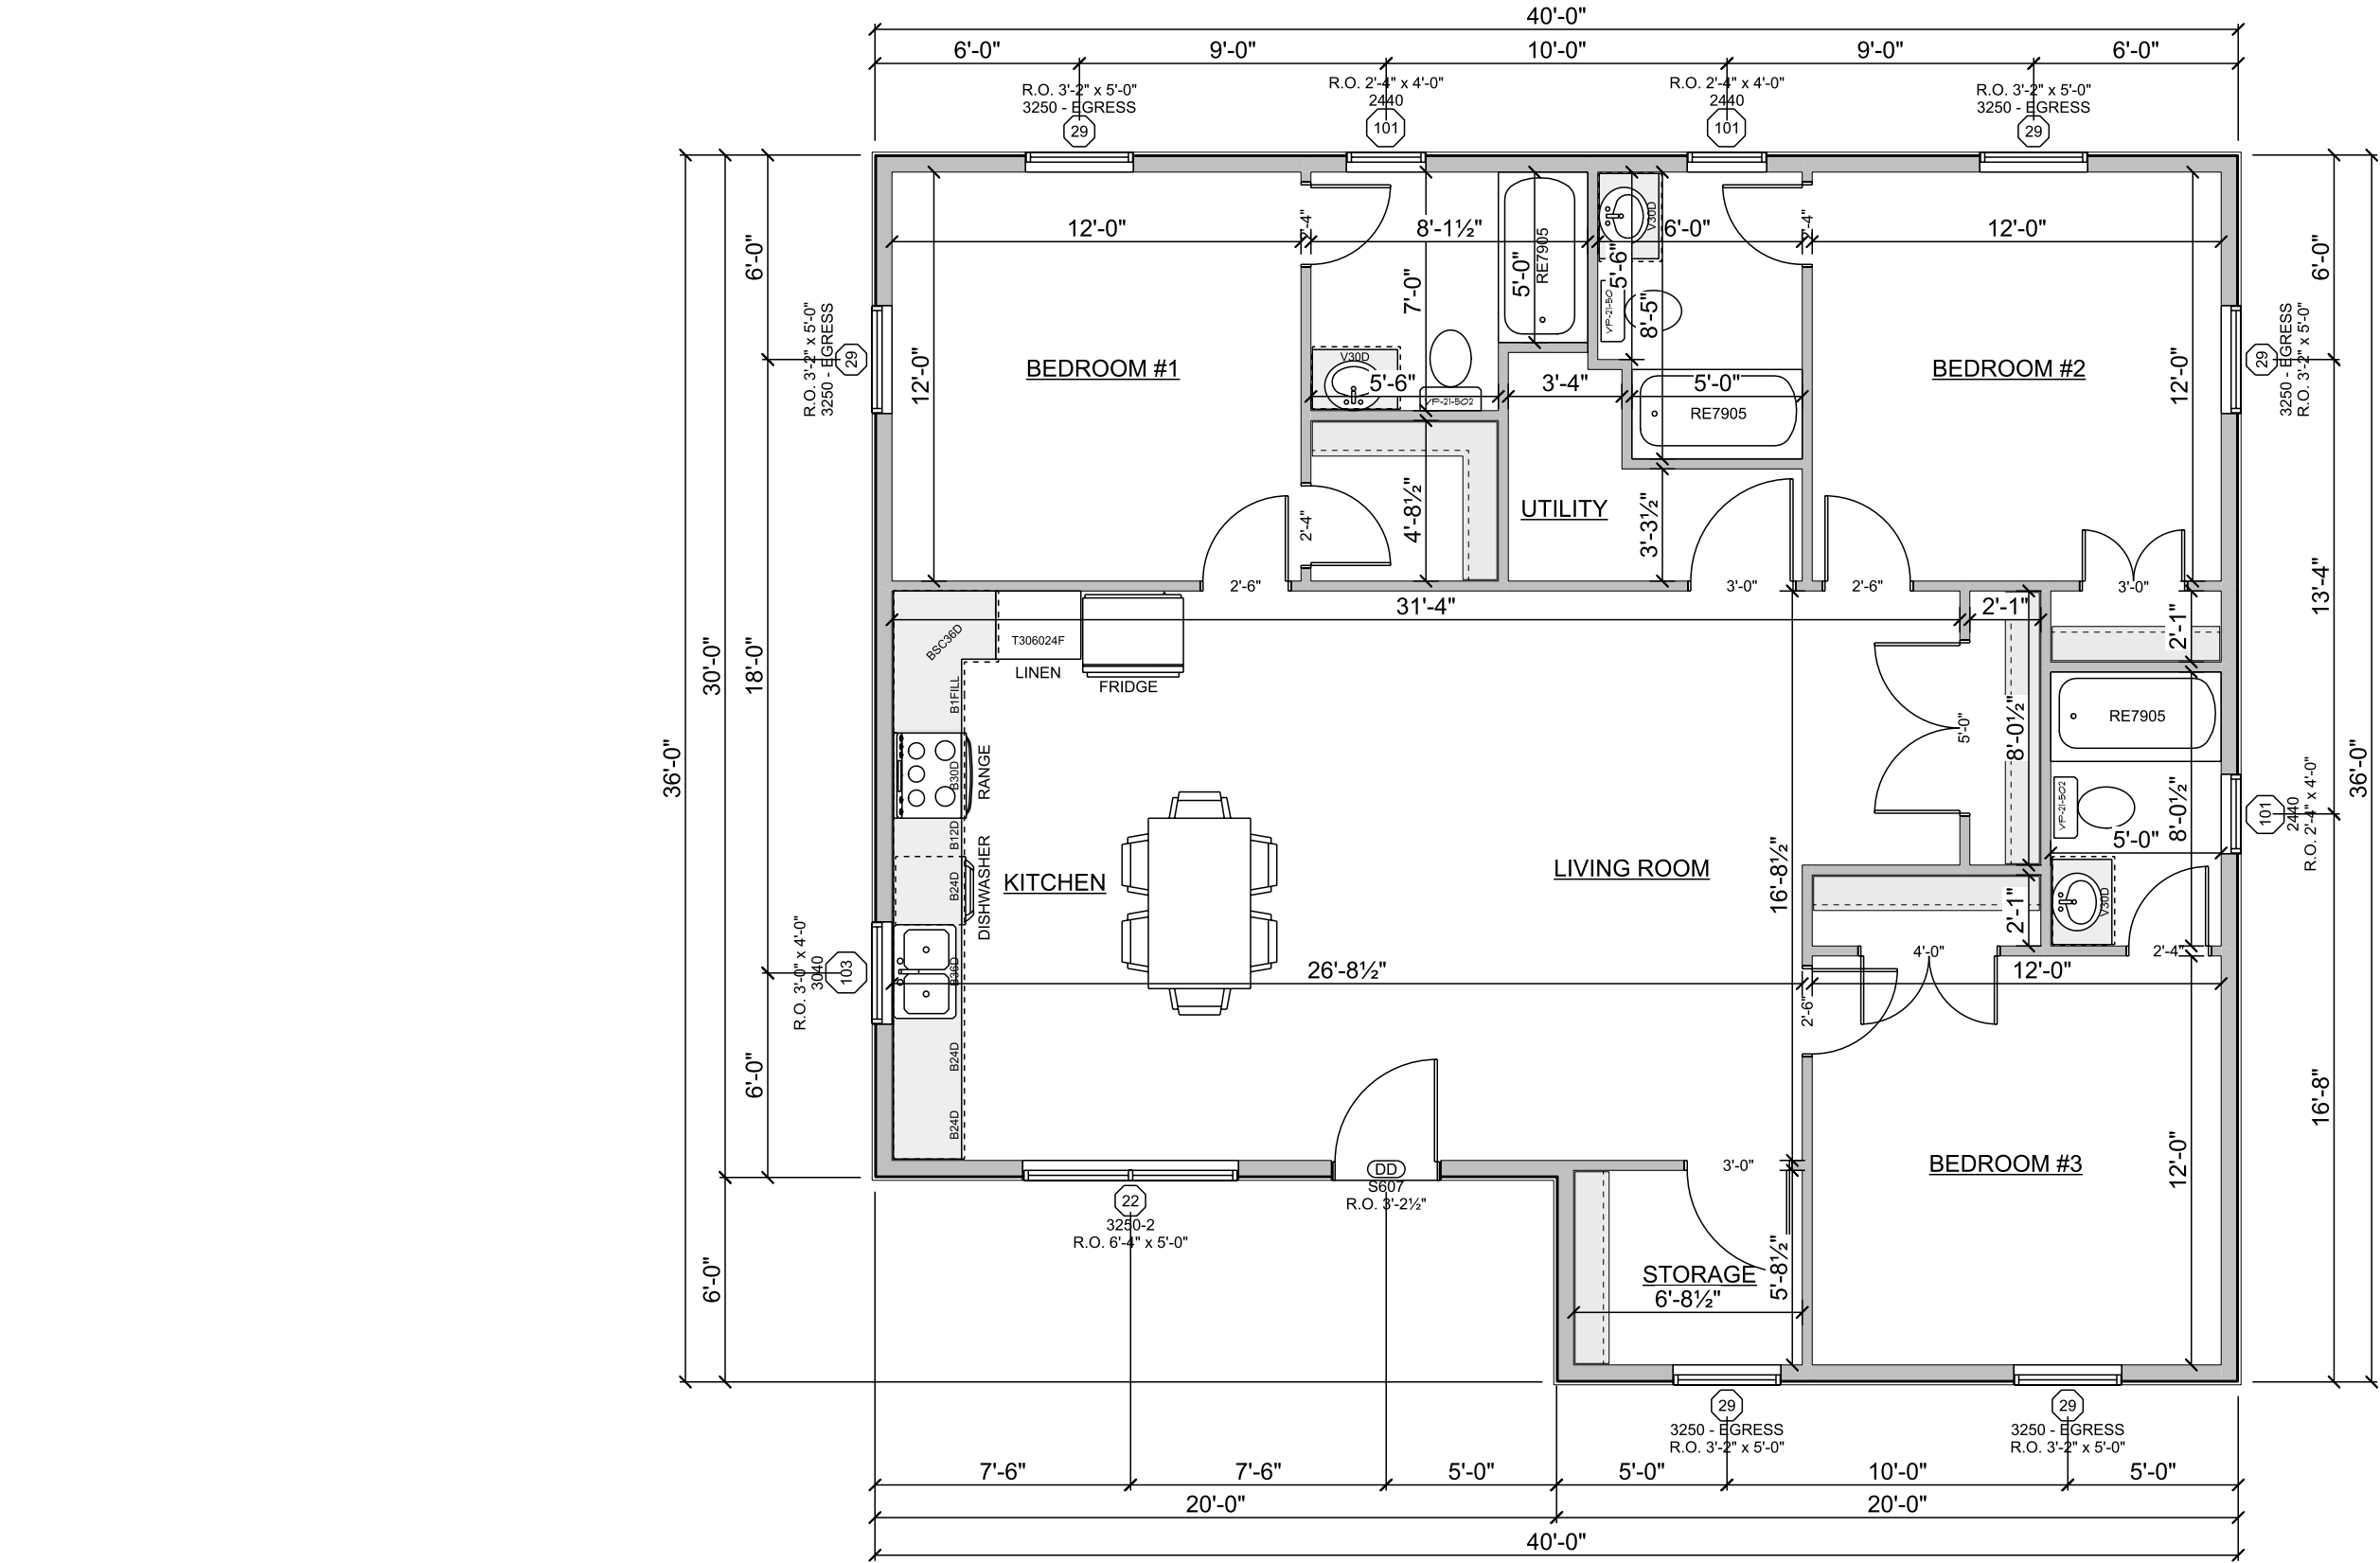 40'-0"
6'-0" 9'-0" 10'-0" 9'-0" 6'-0"
R.O. 3'-2" x 5'-0"
3250 - EGRESS
29
R.O. 2'-4" x 4'-0"
2440
101
R.O. 2'-4" x 4'-0"
2440
101
R.O. 3'-2" x 5'-0"
3250 - EGRESS
29
36'-0"
30'-0"
6'-0"
6'-0"
18'-0"
6'-0"
R.O. 3'-2" x 5'-0"
3250 - EGRESS
29
R.O. 3'-0" x 4'-0"
3040
103
12'-0"
12'-0"
BEDROOM #1
8'-1½"
7'-0"
5'-0"
RE7905
V30D
5'-6"
VP-21-502
4'-8½"
2'-4"
2'-6"
V30D
6'-0"
5'-6"
8'-5"
3'-4"
5'-0"
RE7905
UTILITY
3'-3½"
3'-0"
12'-0"
12'-0"
BEDROOM #2
2'-6"
3'-0"
31'-4"
2'-1"
2'-1"
BSC36D
T306024F
LINEN
FRIDGE
B1FILL
B30D
RANGE
B12D
B24D
DISHWASHER
B36D
B24D
B24D
KITCHEN
LIVING ROOM
16'-8½"
5'-0"
8'-0½"
RE7905
VP-21-502
8'-0½"
5'-0"
V30D
2'-1"
4'-0"
2'-4"
26'-8½"
12'-0"
2'-6"
BEDROOM #3
12'-0"
3'-0"
STORAGE
6'-8½"
5'-8½"
DD
S607
R.O. 3'-2½"
22
3250-2
R.O. 6'-4" x 5'-0"
29
3250 - EGRESS
R.O. 3'-2" x 5'-0"
29
3250 - EGRESS
R.O. 3'-2" x 5'-0"
29
3250 - EGRESS
R.O. 3'-2" x 5'-0"
101
2440
R.O. 2'-4" x 4'-0"
6'-0"
13'-4"
16'-8"
36'-0"
7'-6" 7'-6" 5'-0" 5'-0" 10'-0" 5'-0"
20'-0" 20'-0"
40'-0"